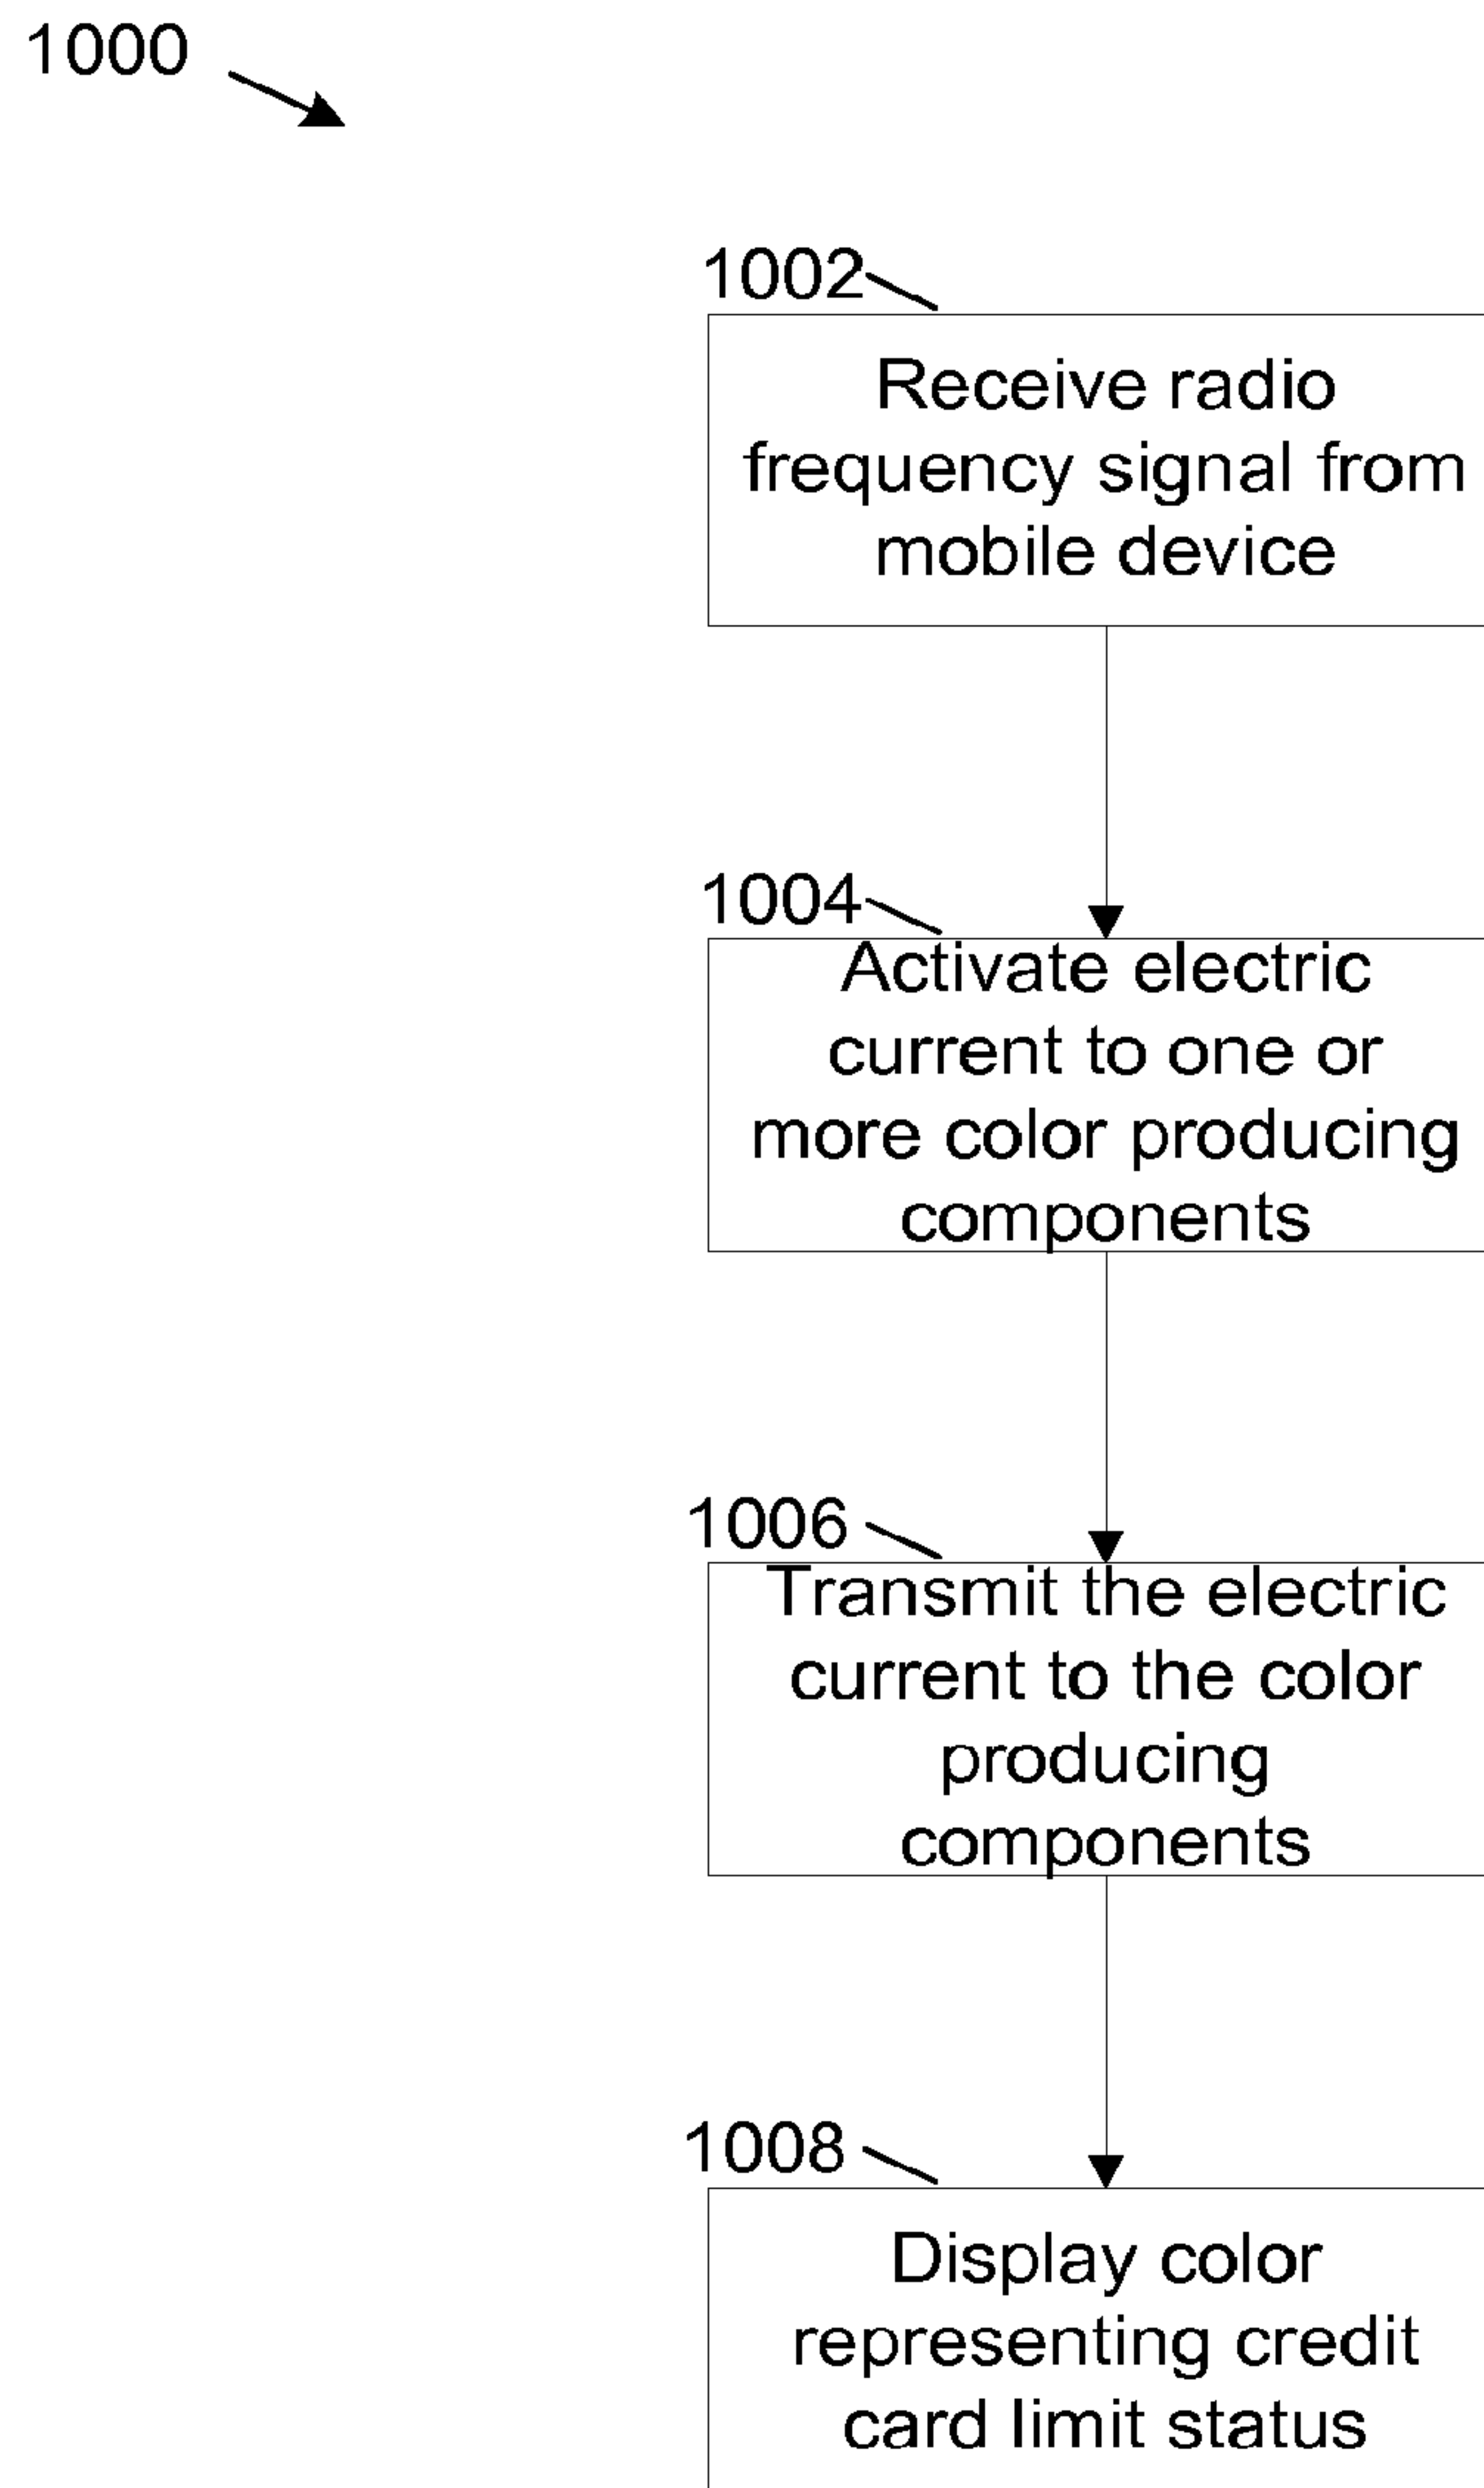 1000
1002
Receive radio
frequency signal from
mobile device
1004
Activate electric
current to one or
more color producing
components
1006
Transmit the electric
current to the color
producing
components
1008
Display color
representing credit
card limit status